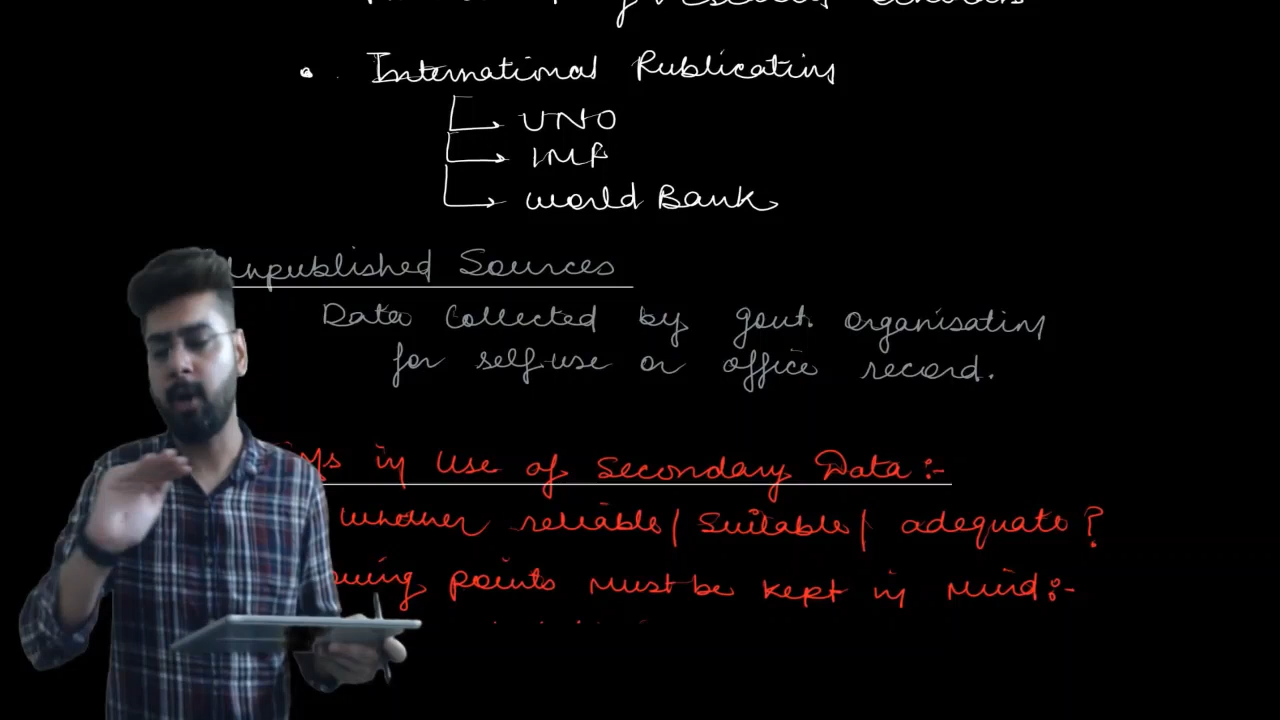 • International Publications
UNO
IMF
World Bank
Unpublished Sources
Data Collected by govt. organisations
for self-use or office record.
in Use of Secondary Data:-
whether reliable/ Suitable/ adequate?
points must be kept in Mind:-